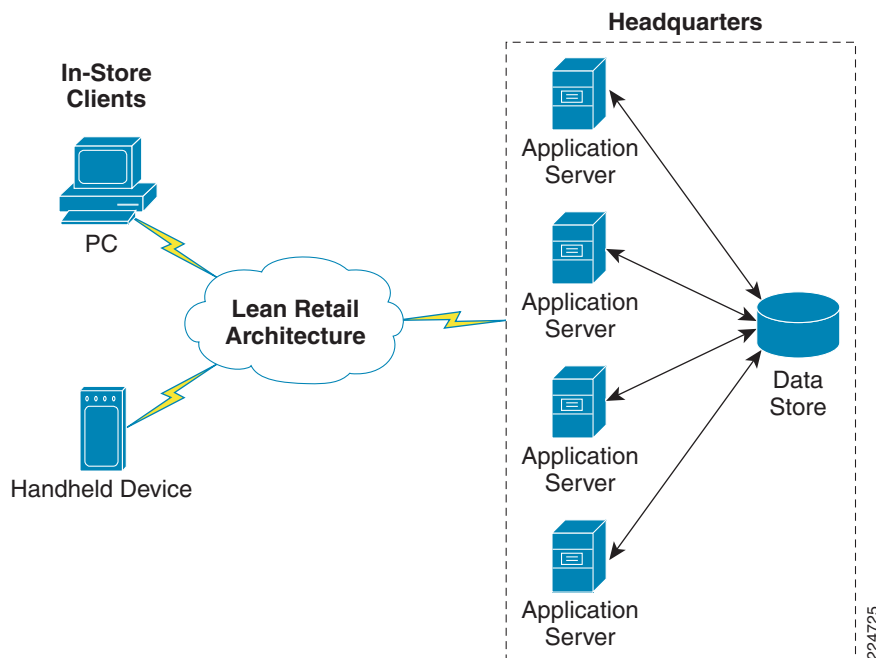 Headquarters
In-Store
Clients
PC
Handheld Device
Lean Retail
Architecture
Application
Server
Application
Server
Application
Server
Application
Server
Data
Store
224725